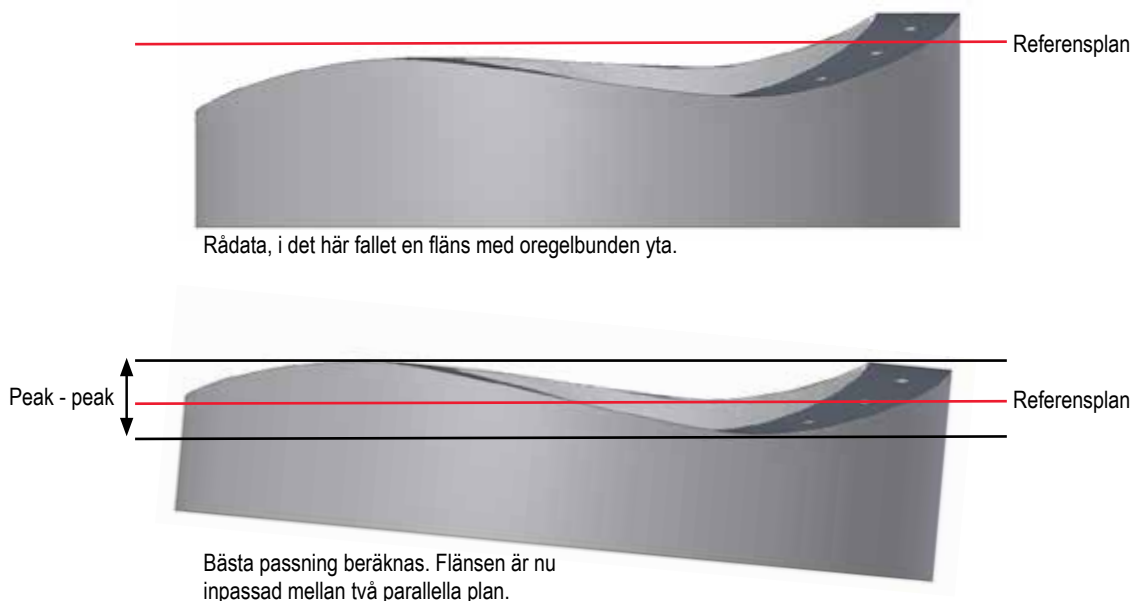 Referensplan
Rådata, i det här fallet en fläns med oregelbunden yta.
Peak - peak
Referensplan
Bästa passning beräknas. Flänsen är nu
inpassad mellan två parallella plan.